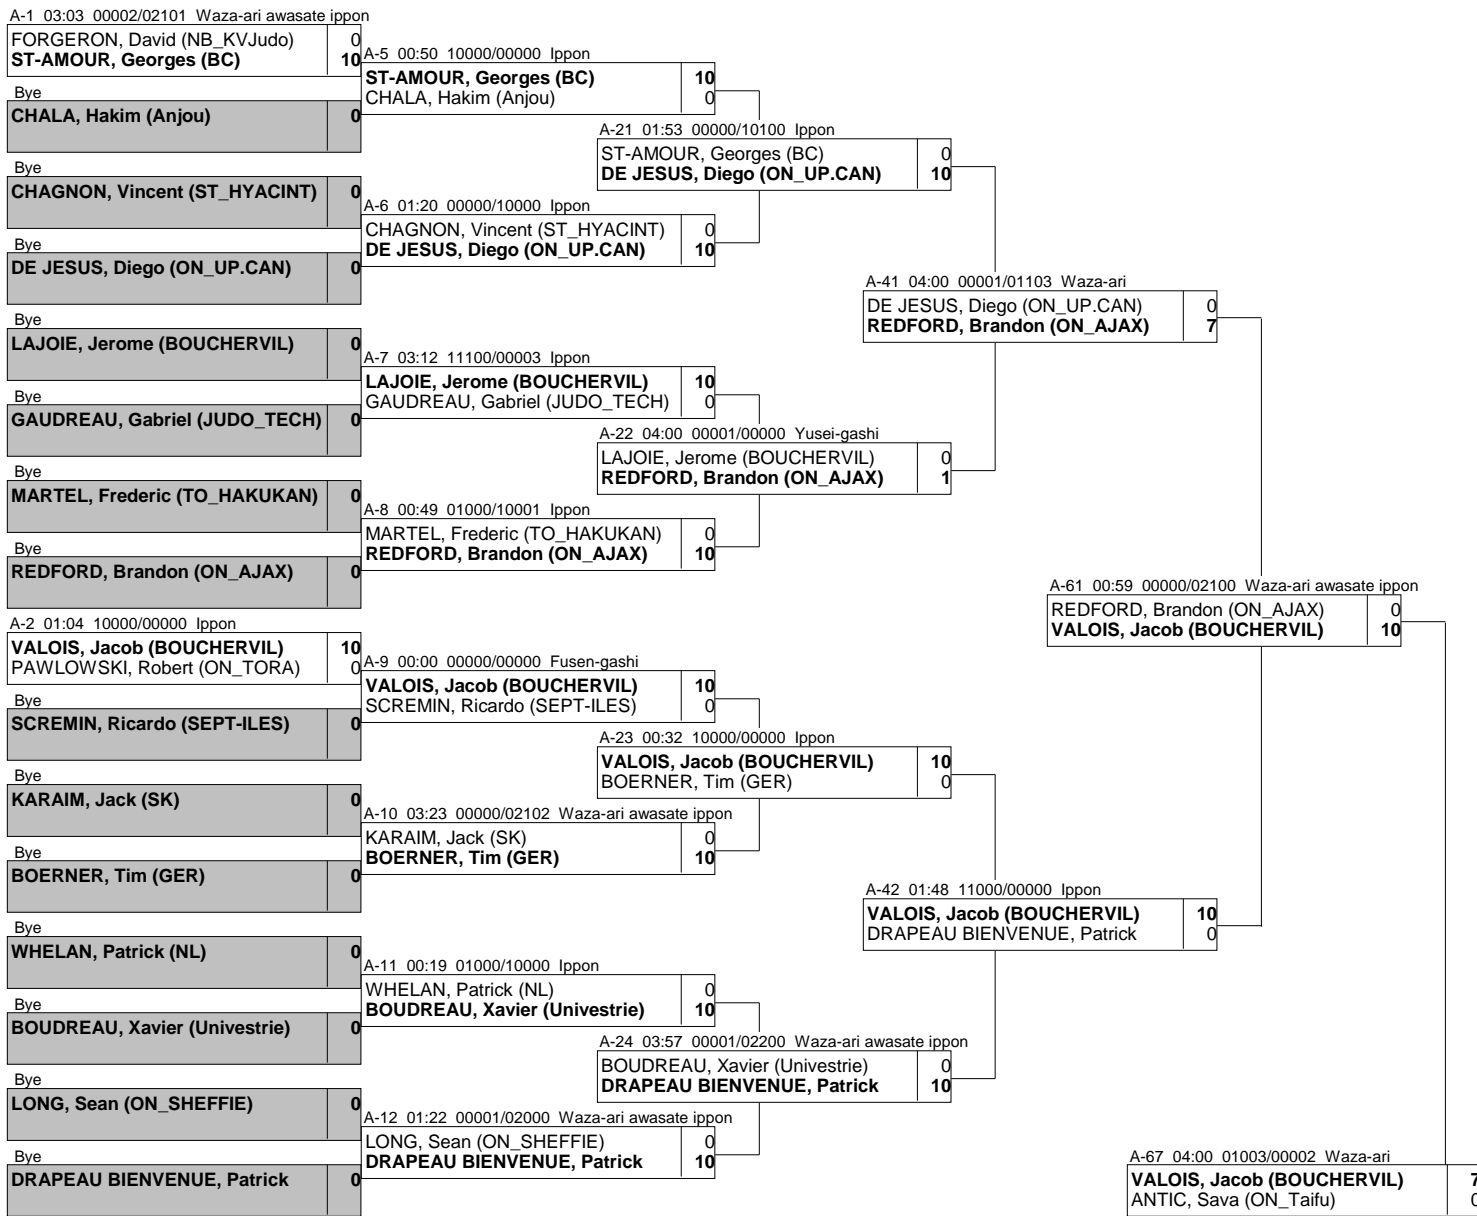 A-1 03:03 00002/02101 Waza-ari awasate ippon
FORGERON, David (NB_KVJudo) 0
ST-AMOUR, Georges (BC) 10
Bye
CHALA, Hakim (Anjou) 0
Bye
CHAGNON, Vincent (ST_HYACINT) 0
Bye
DE JESUS, Diego (ON_UP.CAN) 0
Bye
LAJOIE, Jerome (BOUCHERVIL) 0
Bye
GAUDREAU, Gabriel (JUDO_TECH) 0
Bye
MARTEL, Frederic (TO_HAKUKAN) 0
Bye
REDFORD, Brandon (ON_AJAX) 0
A-2 01:04 10000/00000 Ippon
VALOIS, Jacob (BOUCHERVIL) 10
PAWLOWSKI, Robert (ON_TORA) 0
Bye
SCREMIN, Ricardo (SEPT-ILES) 0
Bye
KARAIM, Jack (SK) 0
Bye
BOERNER, Tim (GER) 0
Bye
WHELAN, Patrick (NL) 0
Bye
BOUDREAU, Xavier (Univestrie) 0
Bye
LONG, Sean (ON_SHEFFIE) 0
Bye
DRAPEAU BIENVENUE, Patrick 0
A-5 00:50 10000/00000 Ippon
ST-AMOUR, Georges (BC) 10
CHALA, Hakim (Anjou) 0
A-6 01:20 00000/10000 Ippon
CHAGNON, Vincent (ST_HYACINT) 0
DE JESUS, Diego (ON_UP.CAN) 10
A-7 03:12 11100/00003 Ippon
LAJOIE, Jerome (BOUCHERVIL) 10
GAUDREAU, Gabriel (JUDO_TECH) 0
A-8 00:49 01000/10001 Ippon
MARTEL, Frederic (TO_HAKUKAN) 0
REDFORD, Brandon (ON_AJAX) 10
A-9 00:00 00000/00000 Fusen-gashi
VALOIS, Jacob (BOUCHERVIL) 10
SCREMIN, Ricardo (SEPT-ILES) 0
A-10 03:23 00000/02102 Waza-ari awasate ippon
KARAIM, Jack (SK) 0
BOERNER, Tim (GER) 10
A-11 00:19 01000/10000 Ippon
WHELAN, Patrick (NL) 0
BOUDREAU, Xavier (Univestrie) 10
A-12 01:22 00001/02000 Waza-ari awasate ippon
LONG, Sean (ON_SHEFFIE) 0
DRAPEAU BIENVENUE, Patrick 10
A-21 01:53 00000/10100 Ippon
ST-AMOUR, Georges (BC) 0
DE JESUS, Diego (ON_UP.CAN) 10
A-22 04:00 00001/00000 Yusei-gashi
LAJOIE, Jerome (BOUCHERVIL) 0
REDFORD, Brandon (ON_AJAX) 1
A-23 00:32 10000/00000 Ippon
VALOIS, Jacob (BOUCHERVIL) 10
BOERNER, Tim (GER) 0
A-24 03:57 00001/02200 Waza-ari awasate ippon
BOUDREAU, Xavier (Univestrie) 0
DRAPEAU BIENVENUE, Patrick 10
A-41 04:00 00001/01103 Waza-ari
DE JESUS, Diego (ON_UP.CAN) 0
REDFORD, Brandon (ON_AJAX) 7
A-42 01:48 11000/00000 Ippon
VALOIS, Jacob (BOUCHERVIL) 10
DRAPEAU BIENVENUE, Patrick 0
A-61 00:59 00000/02100 Waza-ari awasate ippon
REDFORD, Brandon (ON_AJAX) 0
VALOIS, Jacob (BOUCHERVIL) 10
A-67 04:00 01003/00002 Waza-ari
VALOIS, Jacob (BOUCHERVIL) 7
ANTIC, Sava (ON_Taifu) 0